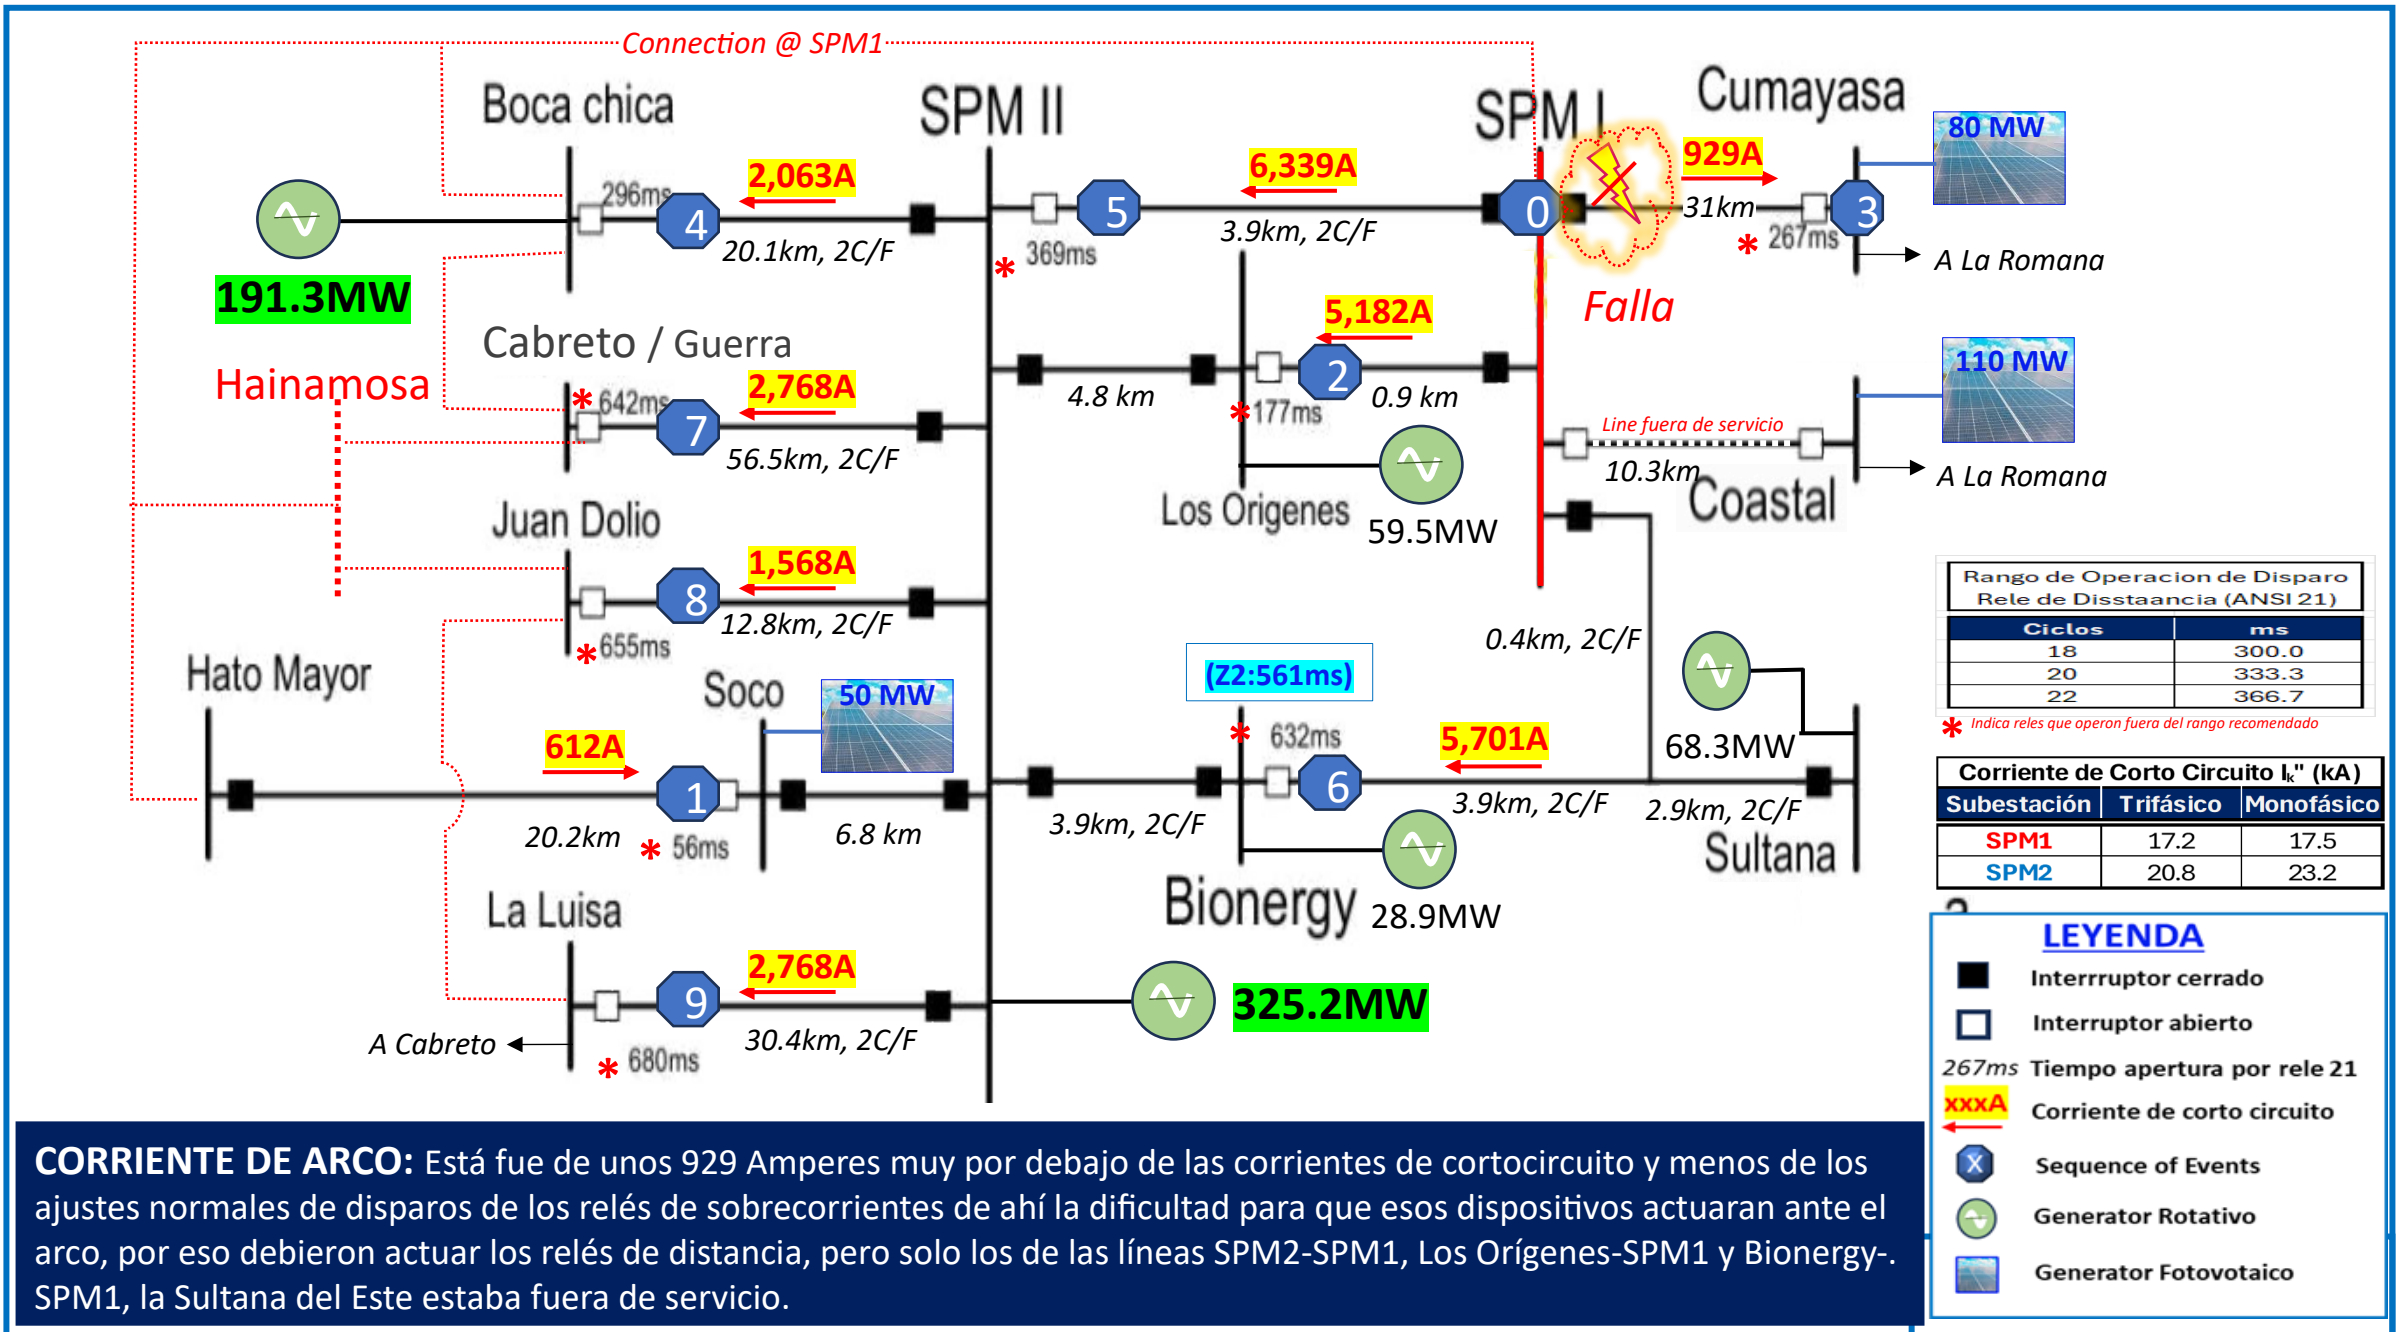 Connection @ SPM1
Boca chica
SPM II
SPM I
Cumayasa
80 MW
296ms
2,063A
4
20.1km, 2C/F
6,339A
5
3.9km, 2C/F
369ms
*
0
929A
31km
3
* 267ms
A La Romana
191.3MW
Falla
Cabreto / Guerra
Hainamosa
* 642ms
2,768A
7
56.5km, 2C/F
4.8 km
5,182A
2
0.9 km
* 177ms
Los Origenes
59.5MW
110 MW
Line fuera de servicio
10.3km
Coastal
A La Romana
Juan Dolio
1,568A
8
12.8km, 2C/F
* 655ms
0.4km, 2C/F
Rango de Operacion de Disparo
Rele de Disstaancia (ANSI 21)
Ciclos ms
18 300.0
20 333.3
22 366.7
* Indica reles que operon fuera del rango recomendado
Hato Mayor
Soco
50 MW
612A
1
20.2km
* 56ms
6.8 km
(Z2:561ms)
*
632ms
5,701A
6
3.9km, 2C/F
3.9km, 2C/F
2.9km, 2C/F
68.3MW
Sultana
Bionergy
28.9MW
Corriente de Corto Circuito Ik" (kA)
Subestación Trifásico Monofásico
SPM1 17.2 17.5
SPM2 20.8 23.2
La Luisa
2,768A
9
30.4km, 2C/F
* 680ms
A Cabreto
325.2MW
LEYENDA
Interrruptor cerrado
Interruptor abierto
267ms Tiempo apertura por rele 21
xxxA Corriente de corto circuito
X Sequence of Events
Generator Rotativo
Generator Fotovotaico
CORRIENTE DE ARCO: Está fue de unos 929 Amperes muy por debajo de las corrientes de cortocircuito y menos de los
ajustes normales de disparos de los relés de sobrecorrientes de ahí la dificultad para que esos dispositivos actuaran ante el
arco, por eso debieron actuar los relés de distancia, pero solo los de las líneas SPM2-SPM1, Los Orígenes-SPM1 y Bionergy-.
SPM1, la Sultana del Este estaba fuera de servicio.